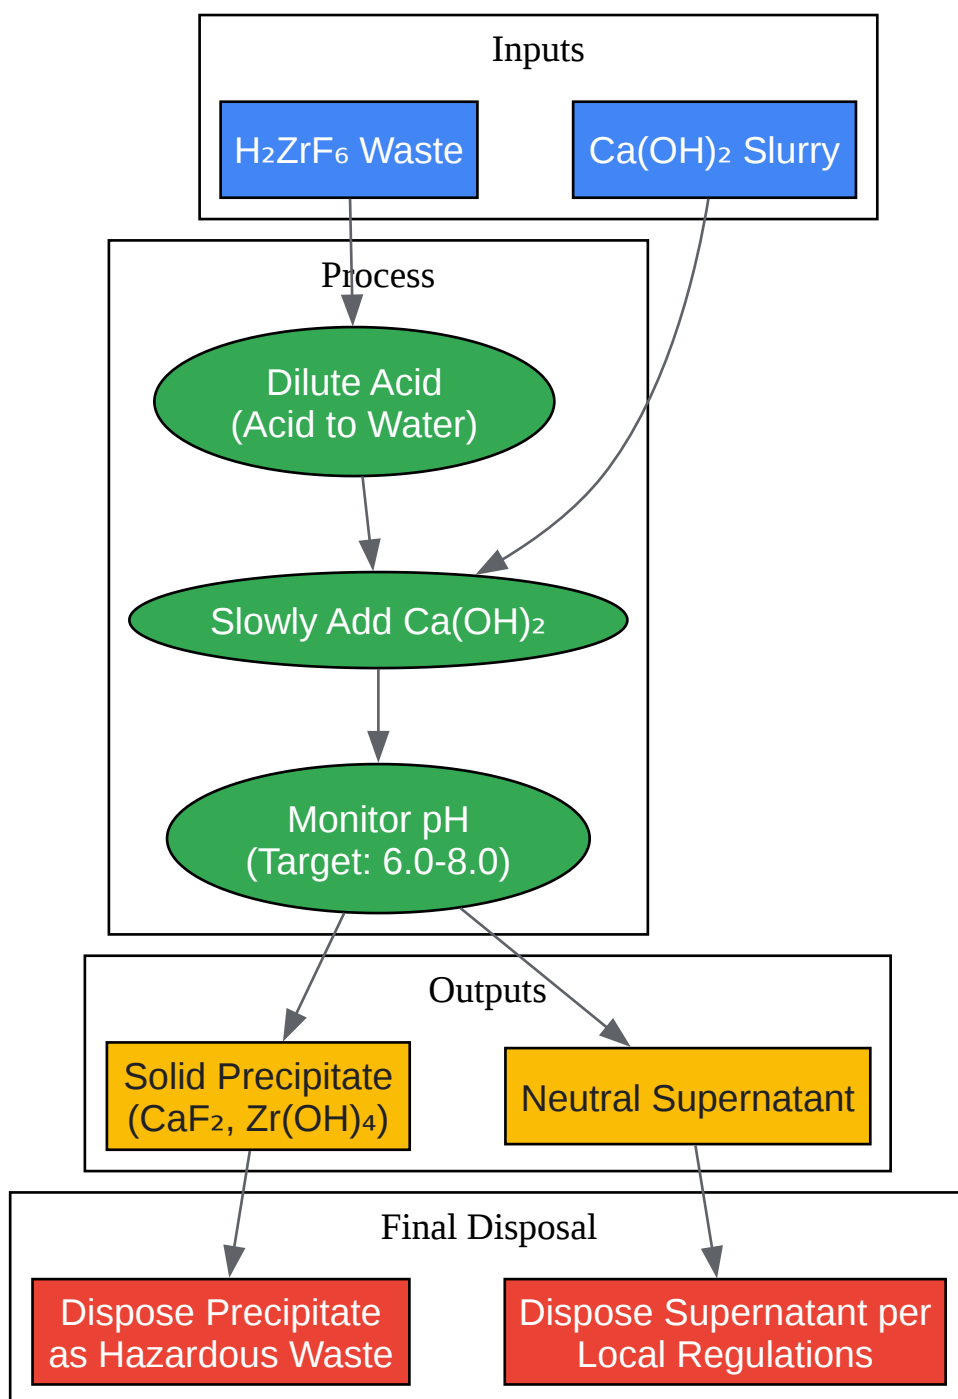 Inputs
H₂ZrF₆ Waste
Ca(OH)₂ Slurry
Process
Dilute Acid
(Acid to Water)
Slowly Add Ca(OH)₂
Monitor pH
(Target: 6.0-8.0)
Outputs
Solid Precipitate
(CaF₂, Zr(OH)₄)
Neutral Supernatant
Final Disposal
Dispose Precipitate
as Hazardous Waste
Dispose Supernatant per
Local Regulations